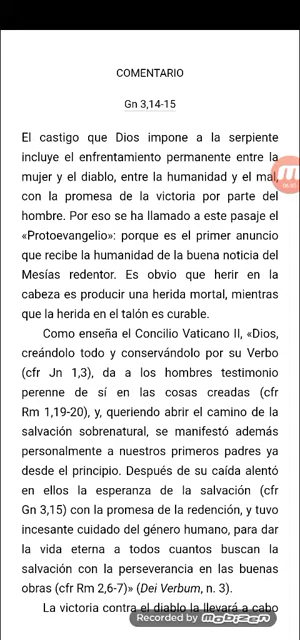 COMENTARIO
Gn 3,14-15
El castigo que Dios impone a la serpiente
incluye el enfrentamiento permanente entre la
mujer y el diablo, entre la humanidad y el mal,
con la promesa de la victoria por parte del
hombre. Por eso se ha llamado a este pasaje el
«Protoevangelio»: porque es el primer anuncio
que recibe la humanidad de la buena noticia del
Mesías redentor. Es obvio que herir en la
cabeza es producir una herida mortal, mientras
que la herida en el talón es curable.
Como enseña el Concilio Vaticano II, «Dios,
creándolo todo y conservándolo por su Verbo
(cfr Jn 1,3), da a los hombres testimonio
perenne de sí en las cosas creadas (cfr
Rm 1,19-20), y, queriendo abrir el camino de la
salvación sobrenatural, se manifestó además
personalmente a nuestros primeros padres ya
desde el principio. Después de su caída alentó
en ellos la esperanza de la salvación (cfr
Gn 3,15) con la promesa de la redención, y tuvo
incesante cuidado del género humano, para dar
la vida eterna a todos cuantos buscan la
salvación con la perseverancia en las buenas
obras (cfr Rm 2,6-7)» (Dei Verbum, n. 3).
La victoria contra el diablo la llevará a cabo
Recorded by mobizen